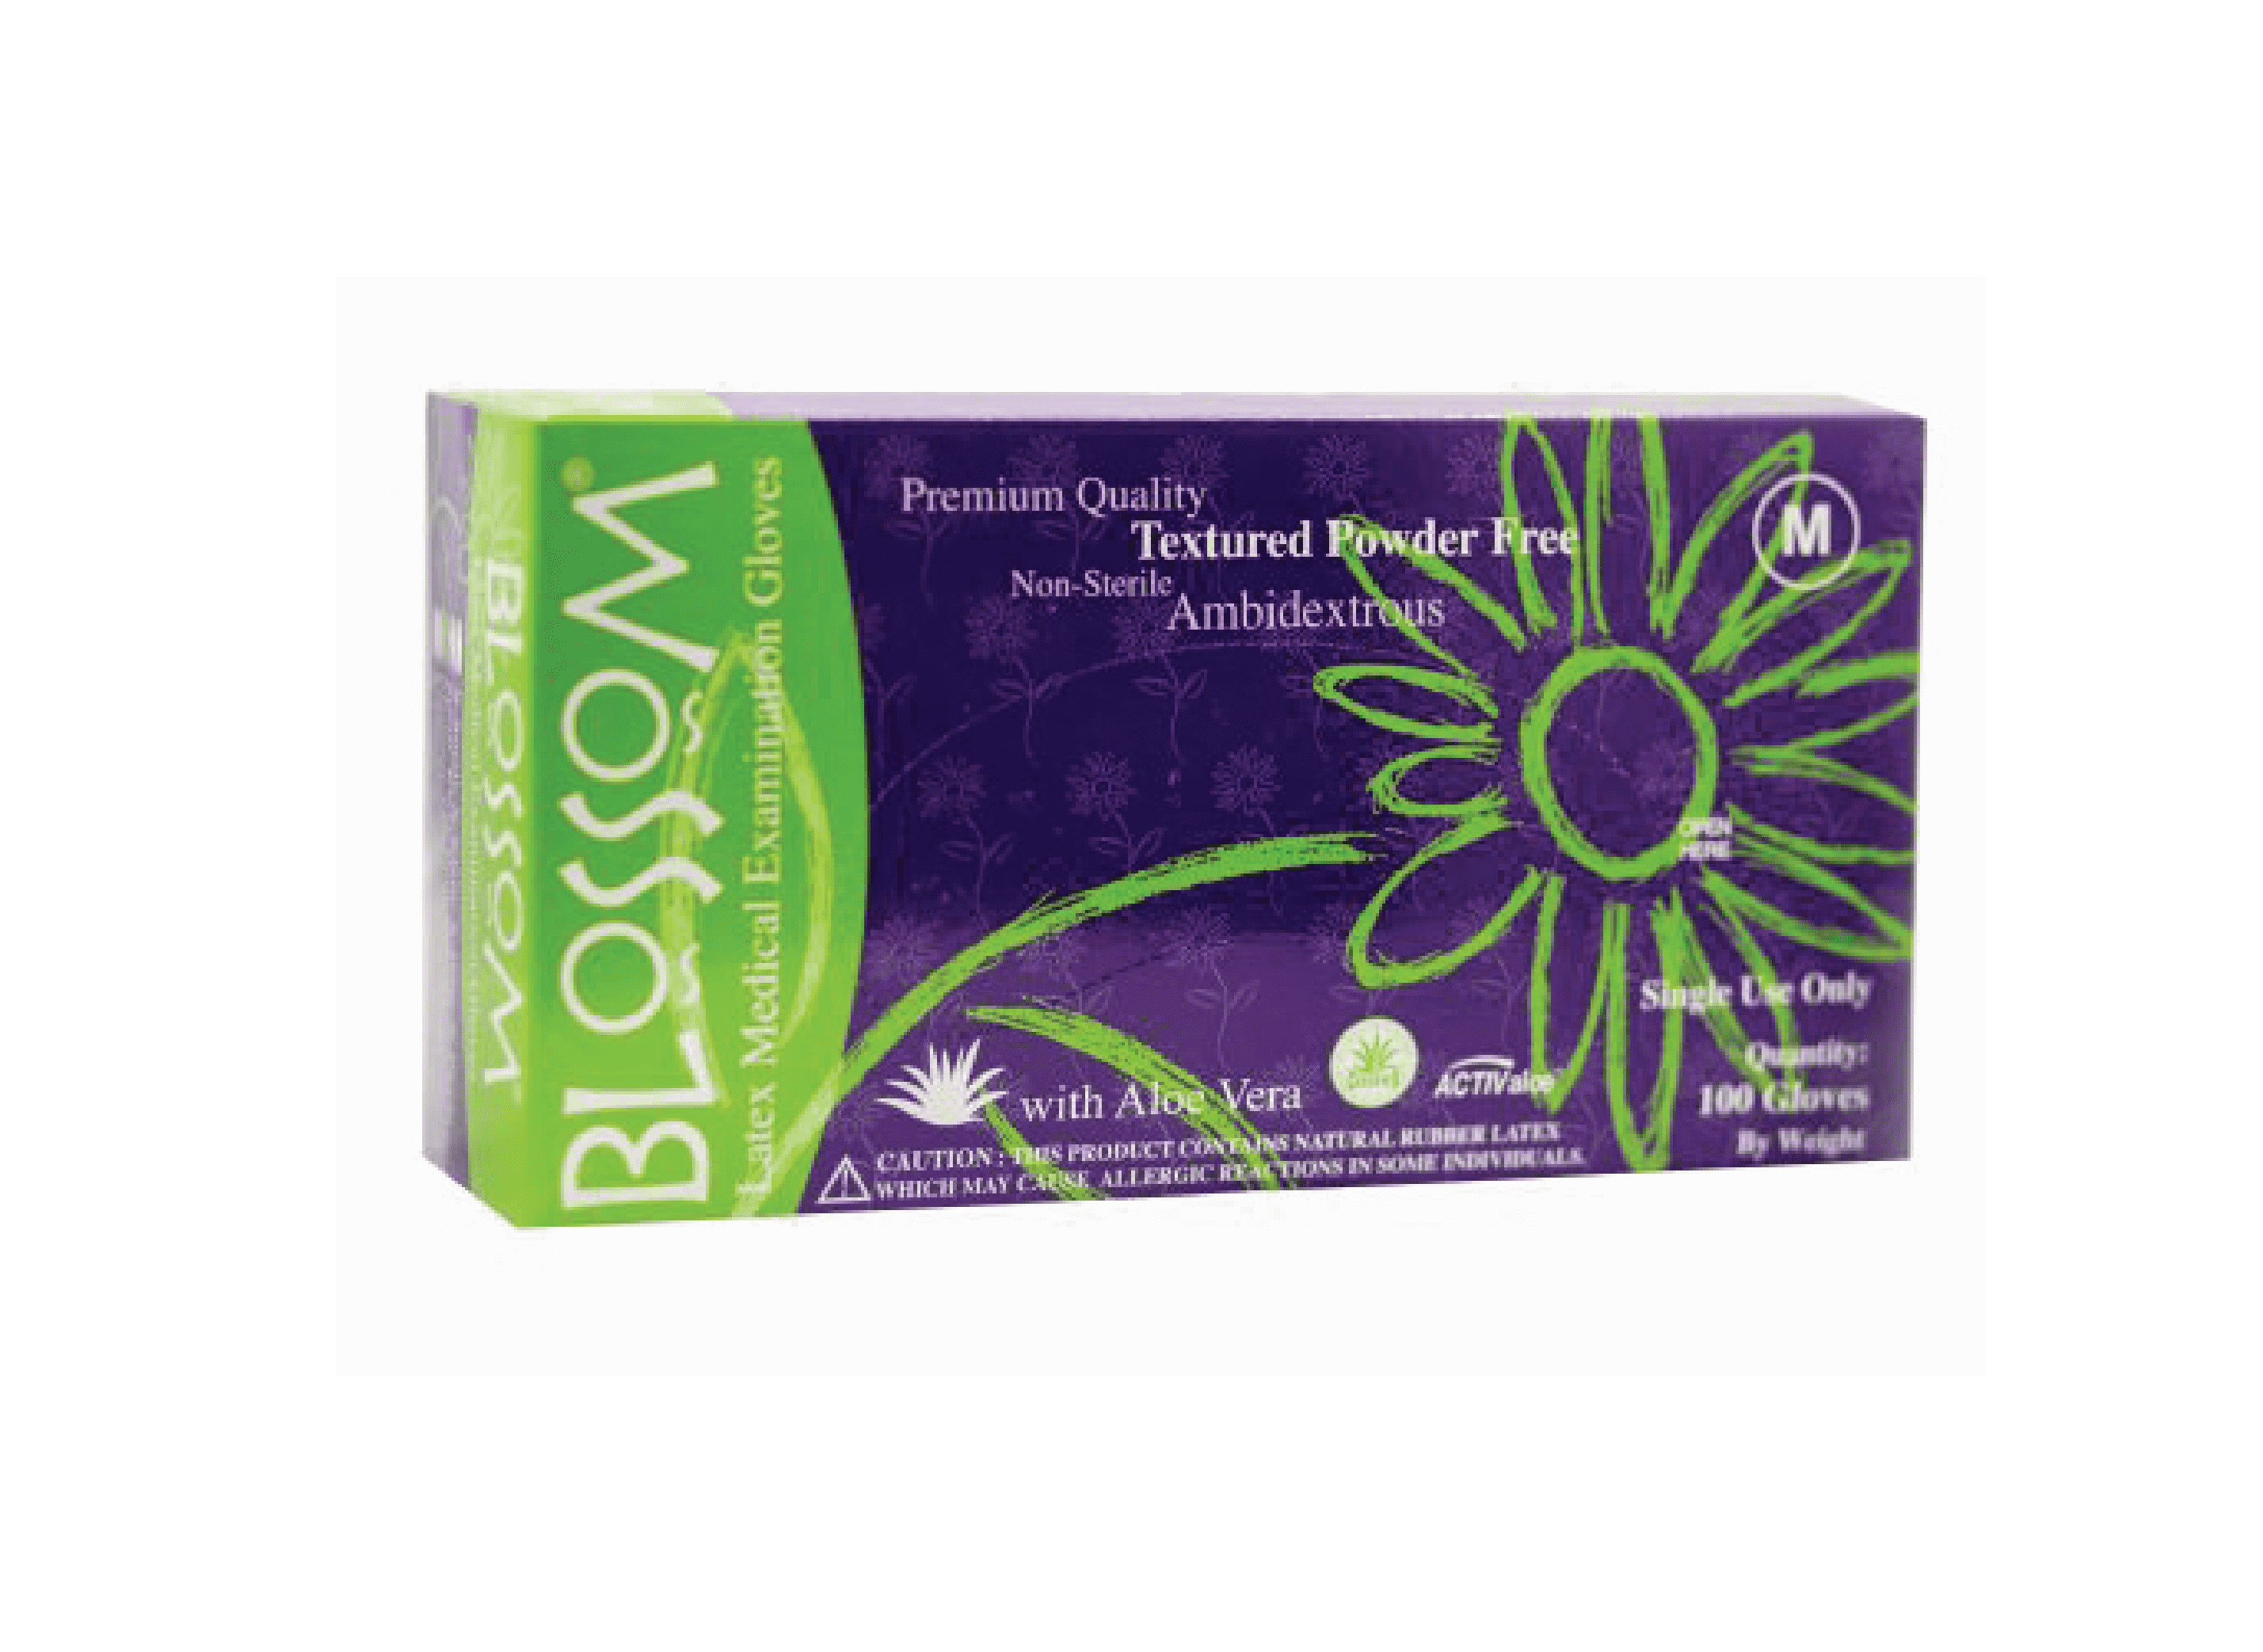 BLOSSOM®
Latex Medical Examination Gloves
BLOSSOM
Premium Quality
Textured Powder Free
Non-Sterile
Ambidextrous
M
OPEN
HERE
Single Use Only
Quantity:
100 Gloves
By Weight
with Aloe Vera
ACTIValoe
CAUTION : THIS PRODUCT CONTAINS NATURAL RUBBER LATEX
WHICH MAY CAUSE ALLERGIC REACTIONS IN SOME INDIVIDUALS.